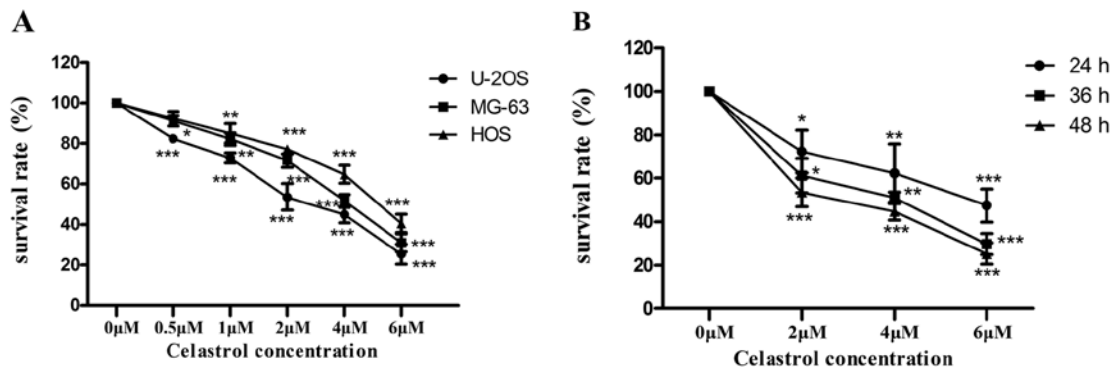 A
survival rate (%)
120
100
80
60
40
20
0
** 
* ** *** ***
*** *** *** *** *** ***
*** *** *** ***
0μM 0.5μM 1μM 2μM 4μM 6μM
Celastrol concentration
U-2OS
MG-63
HOS
B
survival rate (%)
120
100
80
60
40
20
0
* ** ***
* ** ***
*** *** ***
0μM 2μM 4μM 6μM
Celastrol concentration
24 h
36 h
48 h